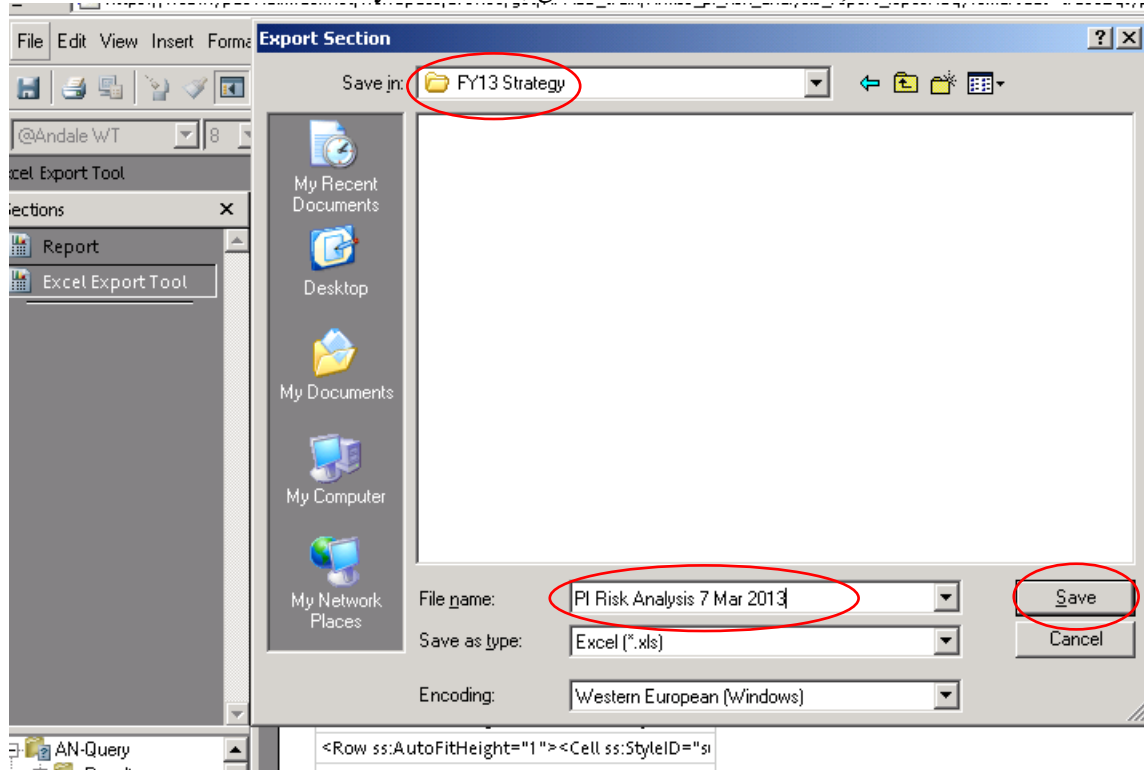 File Edit View Insert Forma
Export Section
Save in: FY13 Strategy
@Andale WT 8
Excel Export Tool
Sections x
Report
Excel Export Tool
My Recent
Documents
Desktop
My Documents
My Computer
My Network
Places
File name: PI Risk Analysis 7 Mar 2013
Save
Save as type: Excel (*.xls)
Cancel
Encoding: Western European (Windows)
AN-Query
<Row ss:AutoFitHeight="1"><Cell ss:StyleID="